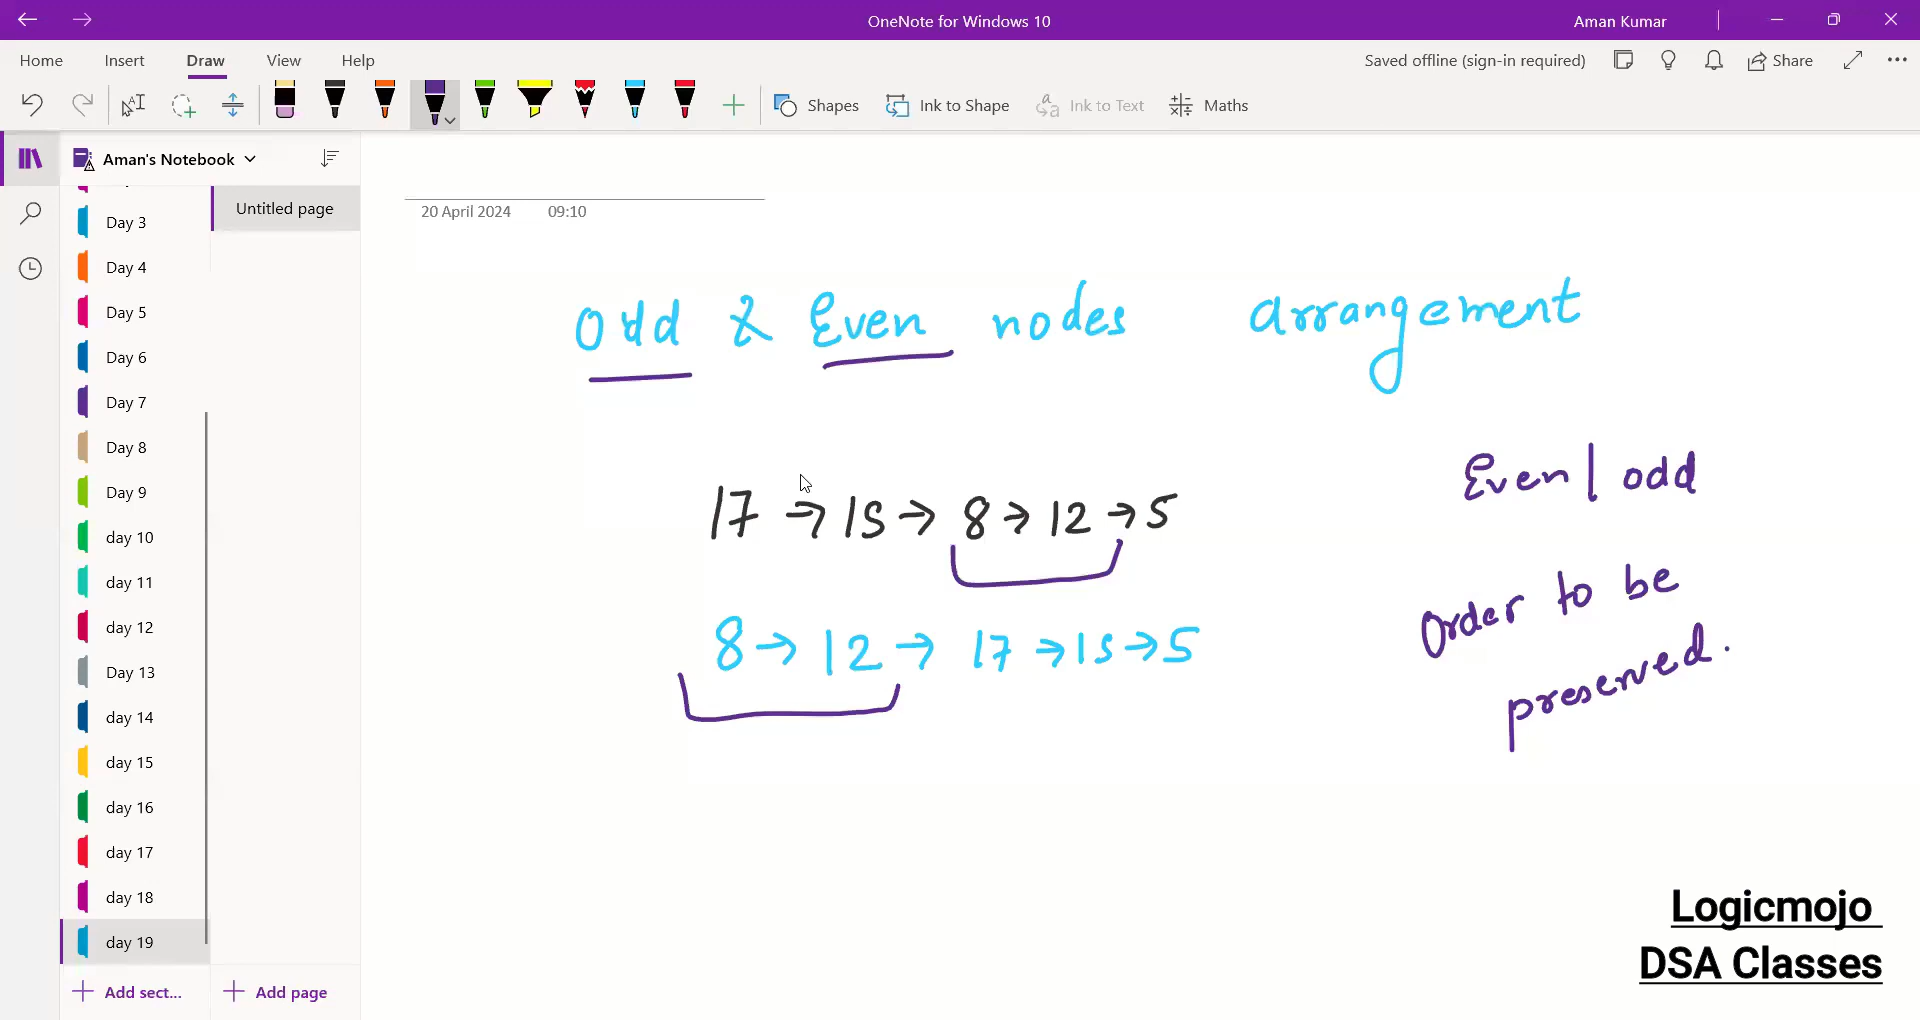 OneNote for Windows 10
Aman Kumar
Home Insert Draw View Help
Saved offline (sign-in required) Share
Shapes Ink to Shape Ink to Text Maths
Aman's Notebook
Untitled page
Day 3
Day 4
Day 5
Day 6
Day 7
Day 8
Day 9
day 10
day 11
day 12
Day 13
day 14
day 15
day 16
day 17
day 18
day 19
Add sect...
Add page
20 April 2024 09:10
Odd & Even nodes arrangement
17 → 15 → 8 → 12 → 5
8 → 12 → 17 → 15 → 5
Even | odd
Order to be
preserved.
Logicmojo
DSA Classes